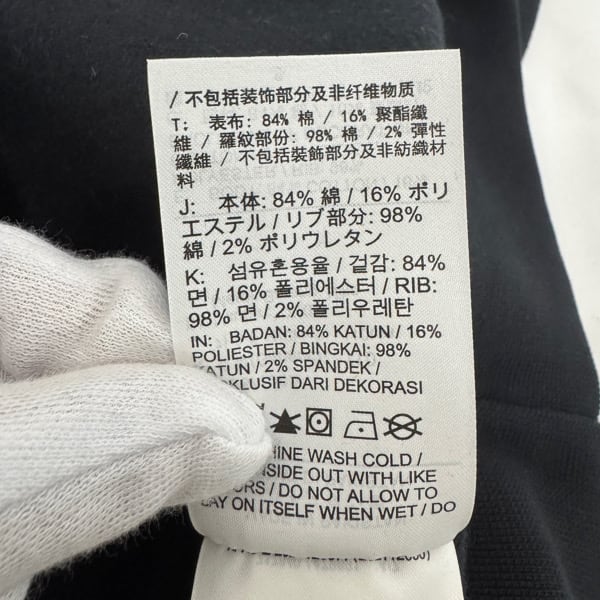 / 不包括装饰部分及非纤维物质
T: 表布: 84% 棉 / 16% 聚酯纖
維 / 羅紋部份: 98% 棉 / 2% 彈性
纖維 / 不包括裝飾部分及非紡織材
料
J: 本体: 84% 綿 / 16% ポリ
エステル / リブ部分: 98%
綿 / 2% ポリウレタン
K: 섬유혼용율 / 겉감: 84%
면 / 16% 폴리에스터 / RIB:
98% 면 / 2% 폴리우레탄
IN: BADAN: 84% KATUN / 16%
POLIESTER / BINGKAI: 98%
KATUN / 2% SPANDEK /
KLUSIF DARI DEKORASI
HINE WASH COLD /
NSIDE OUT WITH LIKE
ORS / DO NOT ALLOW TO
AY ON ITSELF WHEN WET / DO